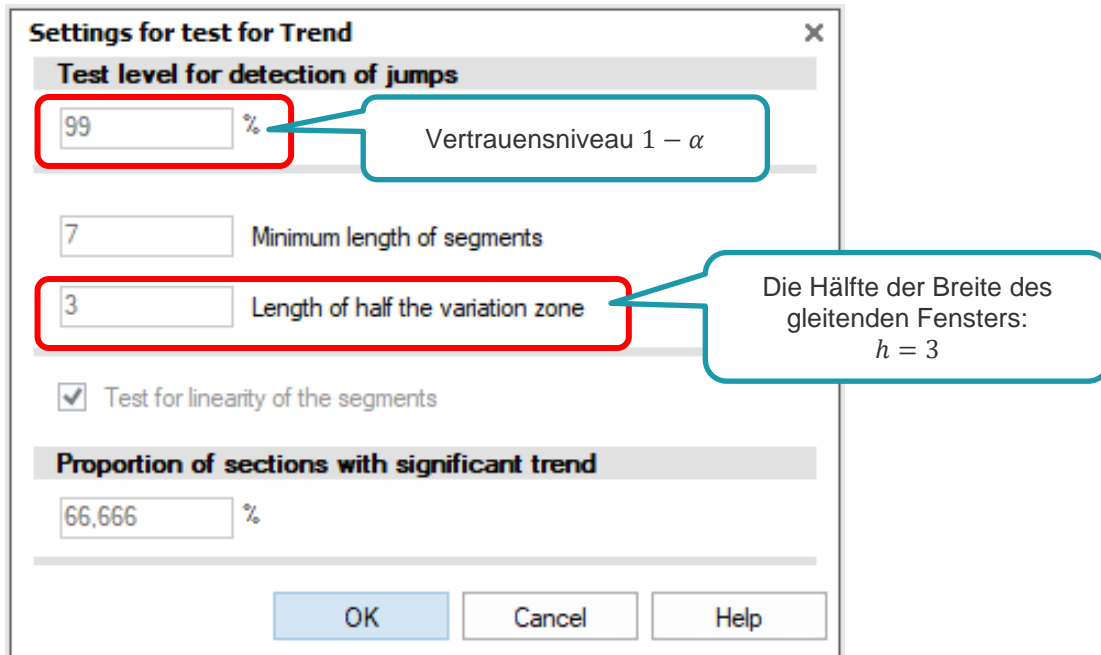 Settings for test for Trend
Test level for detection of jumps
99 %
Vertrauensniveau 1 − α
7 Minimum length of segments
3 Length of half the variation zone
Die Hälfte der Breite des
gleitenden Fensters:
h = 3
Test for linearity of the segments
Proportion of sections with significant trend
66,666 %
OK Cancel Help